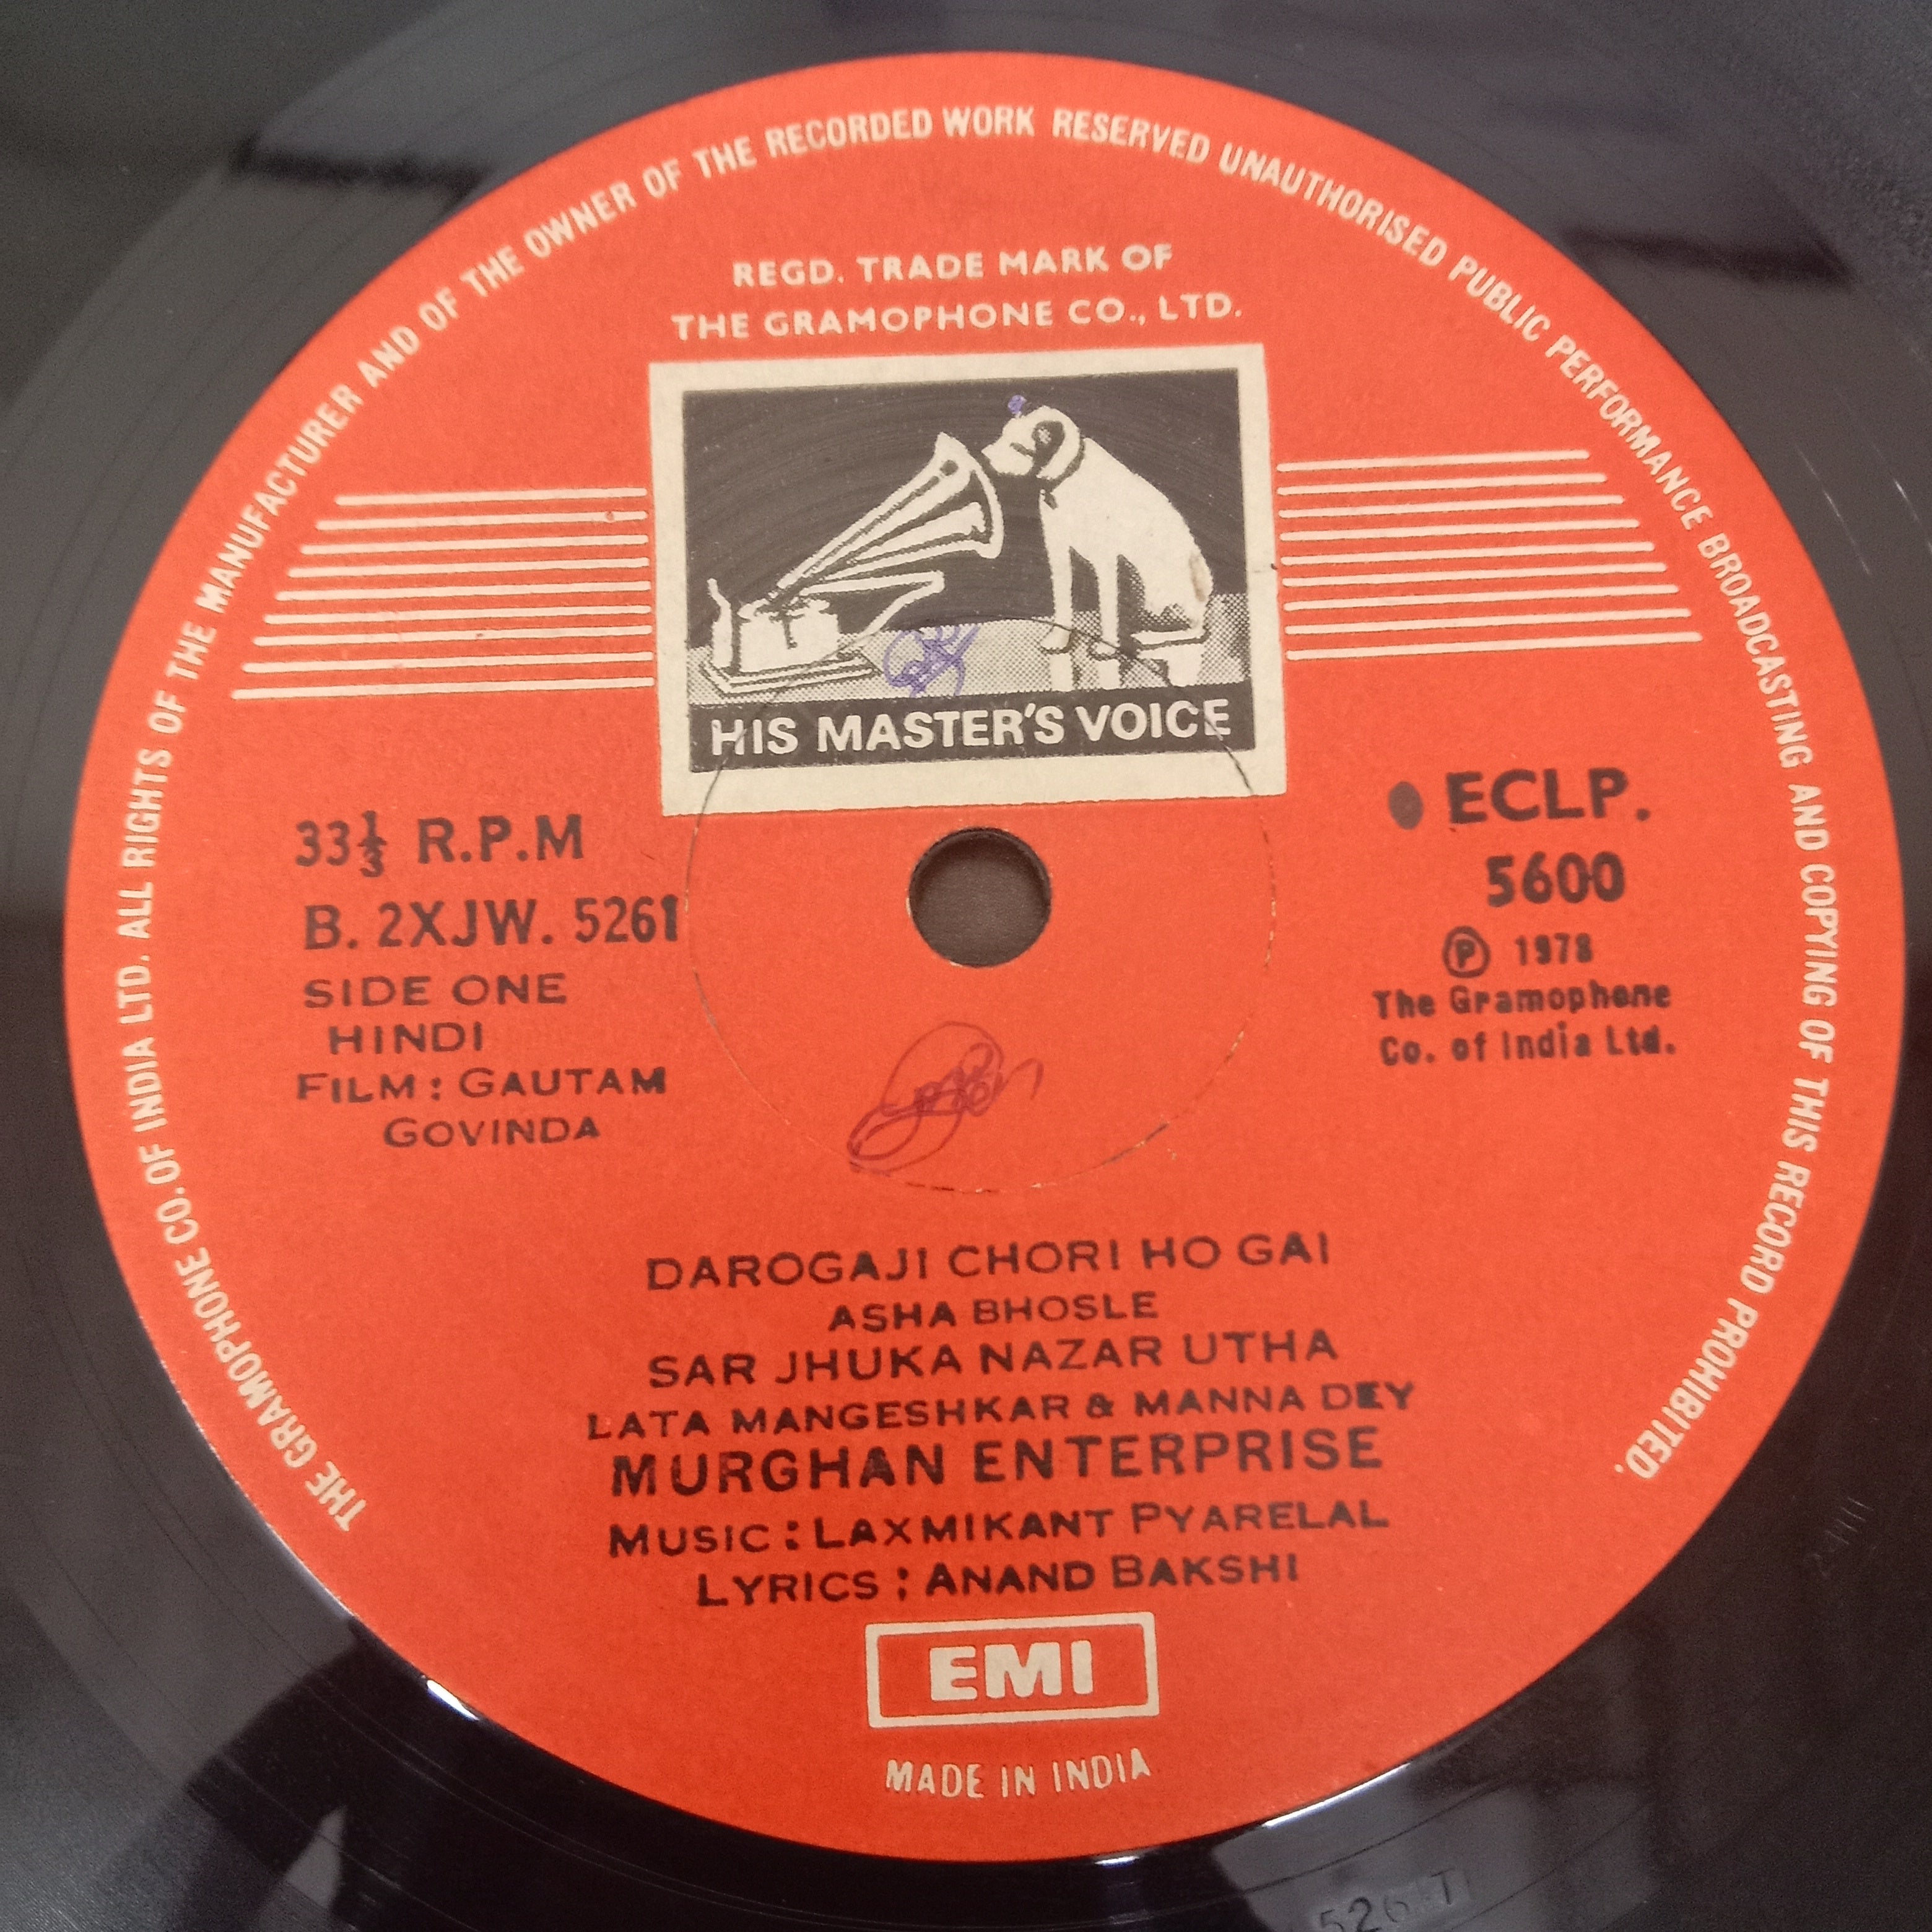 THE GRAMOPHONE CO. OF INDIA LTD. ALL RIGHTS OF THE MANUFACTURER AND OF THE OWNER OF THE RECORDED WORK RESERVED UNAUTHORISED PUBLIC PERFORMANCE BROADCASTING AND COPYING OF THIS RECORD PROHIBITED.
REGD. TRADE MARK OF
THE GRAMOPHONE CO., LTD.
HIS MASTER'S VOICE
33⅓ R.P.M
B. 2XJW. 5261
SIDE ONE
HINDI
FILM : GAUTAM
GOVINDA
ECLP.
5600
Ⓟ 1978
The Gramophone
Co. of India Ltd.
DAROGAJI CHORI HO GAI
ASHA BHOSLE
SAR JHUKA NAZAR UTHA
LATA MANGESHKAR & MANNA DEY
MURGHAN ENTERPRISE
MUSIC : LAXMIKANT PYARELAL
LYRICS : ANAND BAKSHI
EMI
MADE IN INDIA